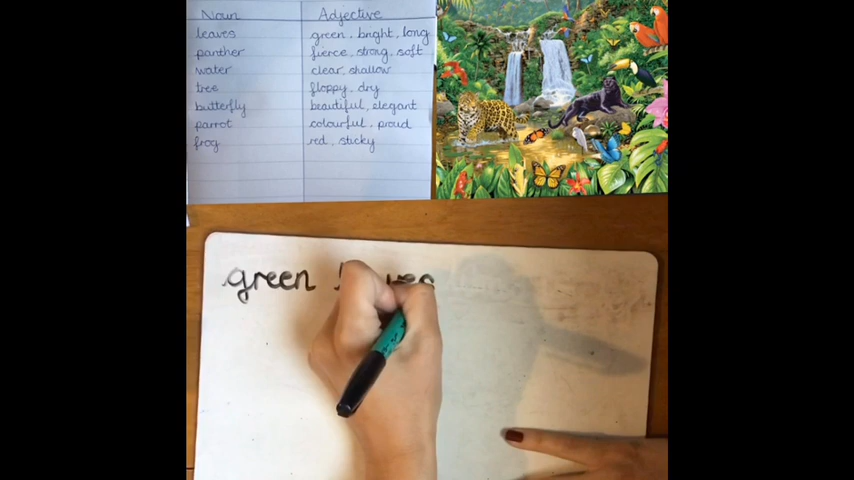 Noun Adjective
leaves green, bright, long
panther fierce, strong, soft
water clear, shallow
tree floppy, dry
butterfly beautiful, elegant
parrot colourful, proud
frog red, sticky
green